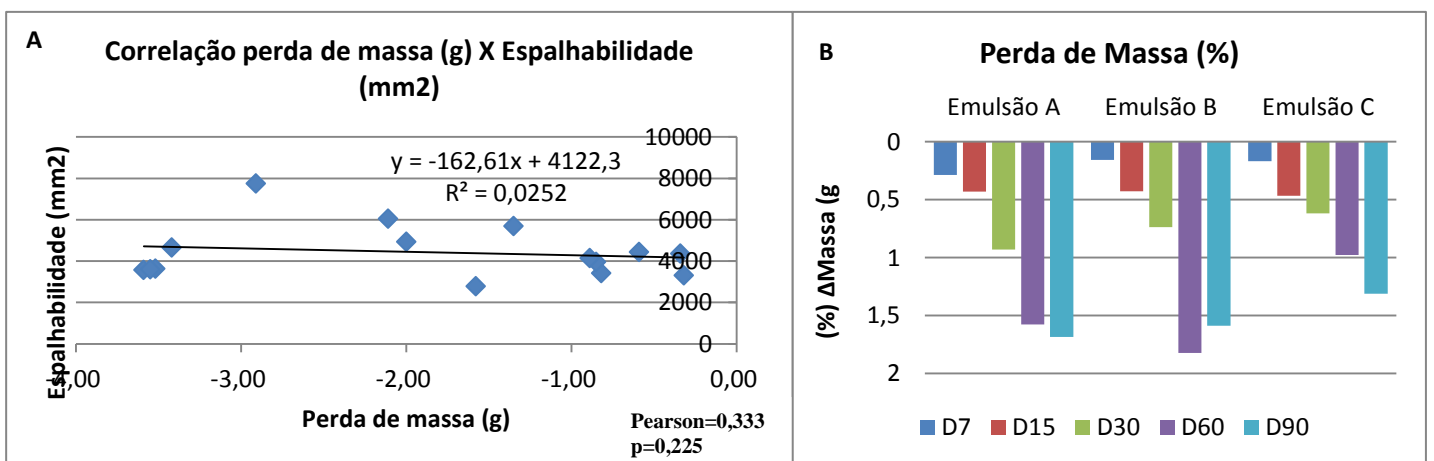 A
Correlação perda de massa (g) X Espalhabilidade
(mm2)
Espalhabilidade (mm2)
10000
8000
6000
4000
2000
0
y = -162,61x + 4122,3
R² = 0,0252
-4,00
-3,00
-2,00
-1,00
0,00
Perda de massa (g)
Pearson=0,333
p=0,225
B
Perda de Massa (%)
Emulsão A
Emulsão B
Emulsão C
(%) ΔMassa (g
0
0,5
1
1,5
2
D7
D15
D30
D60
D90